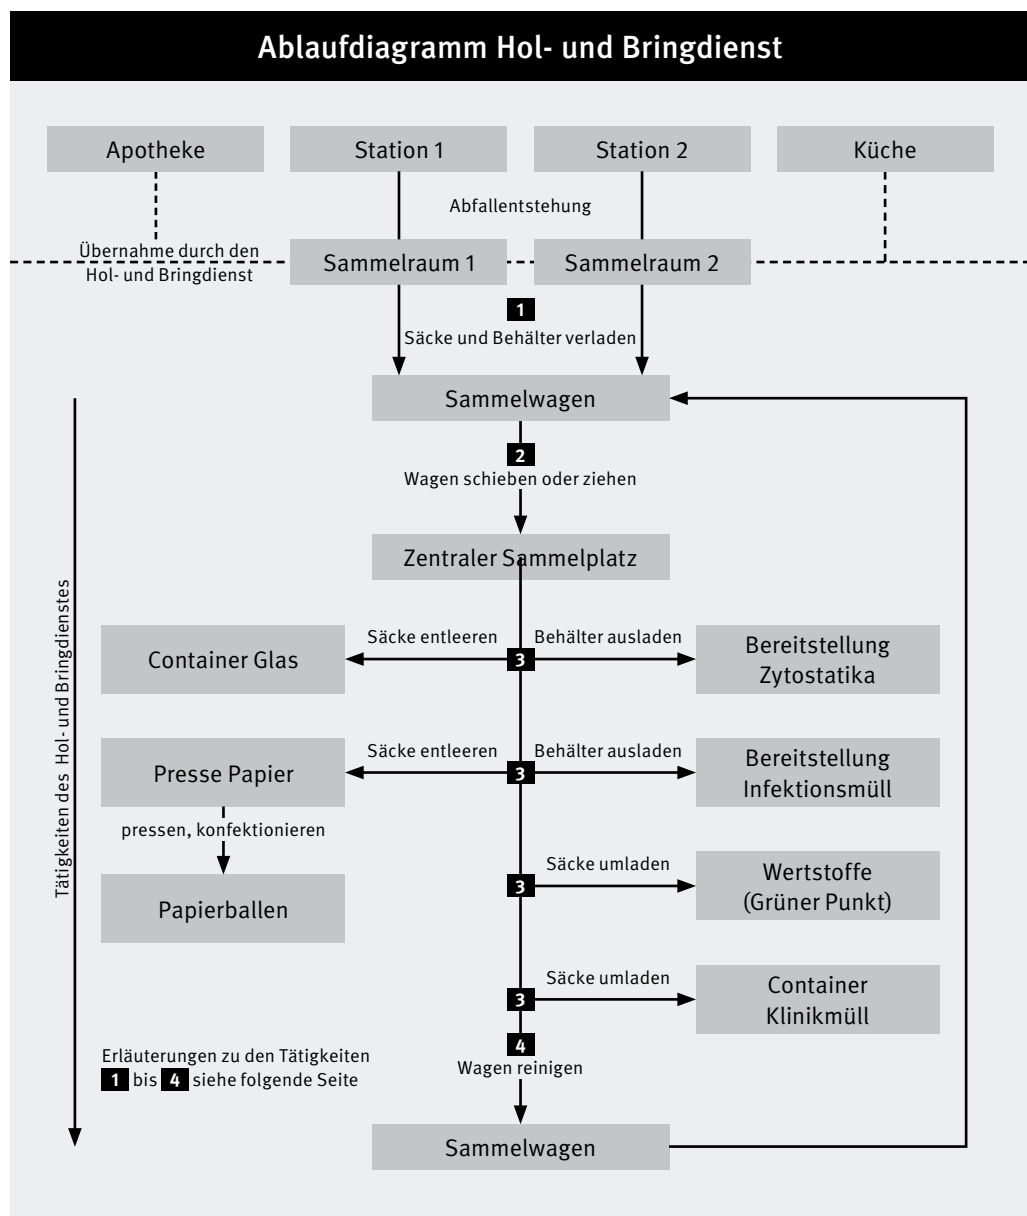 Ablaufdiagramm Hol- und Bringdienst
Apotheke
Station 1
Station 2
Küche
Abfallentstehung
Übernahme durch den
Hol- und Bringdienst
Sammelraum 1
Sammelraum 2
1
Säcke und Behälter verladen
Sammelwagen
2
Wagen schieben oder ziehen
Zentraler Sammelplatz
Tätigkeiten des Hol- und Bringdienstes
Säcke entleeren
Behälter ausladen
Container Glas
3
Bereitstellung
Zytostatika
Säcke entleeren
Behälter ausladen
Presse Papier
3
Bereitstellung
Infektionsmüll
pressen, konfektionieren
Papierballen
Säcke umladen
3
Wertstoffe
(Grüner Punkt)
Säcke umladen
3
Container
Klinikmüll
4
Wagen reinigen
Erläuterungen zu den Tätigkeiten
1 bis 4 siehe folgende Seite
Sammelwagen